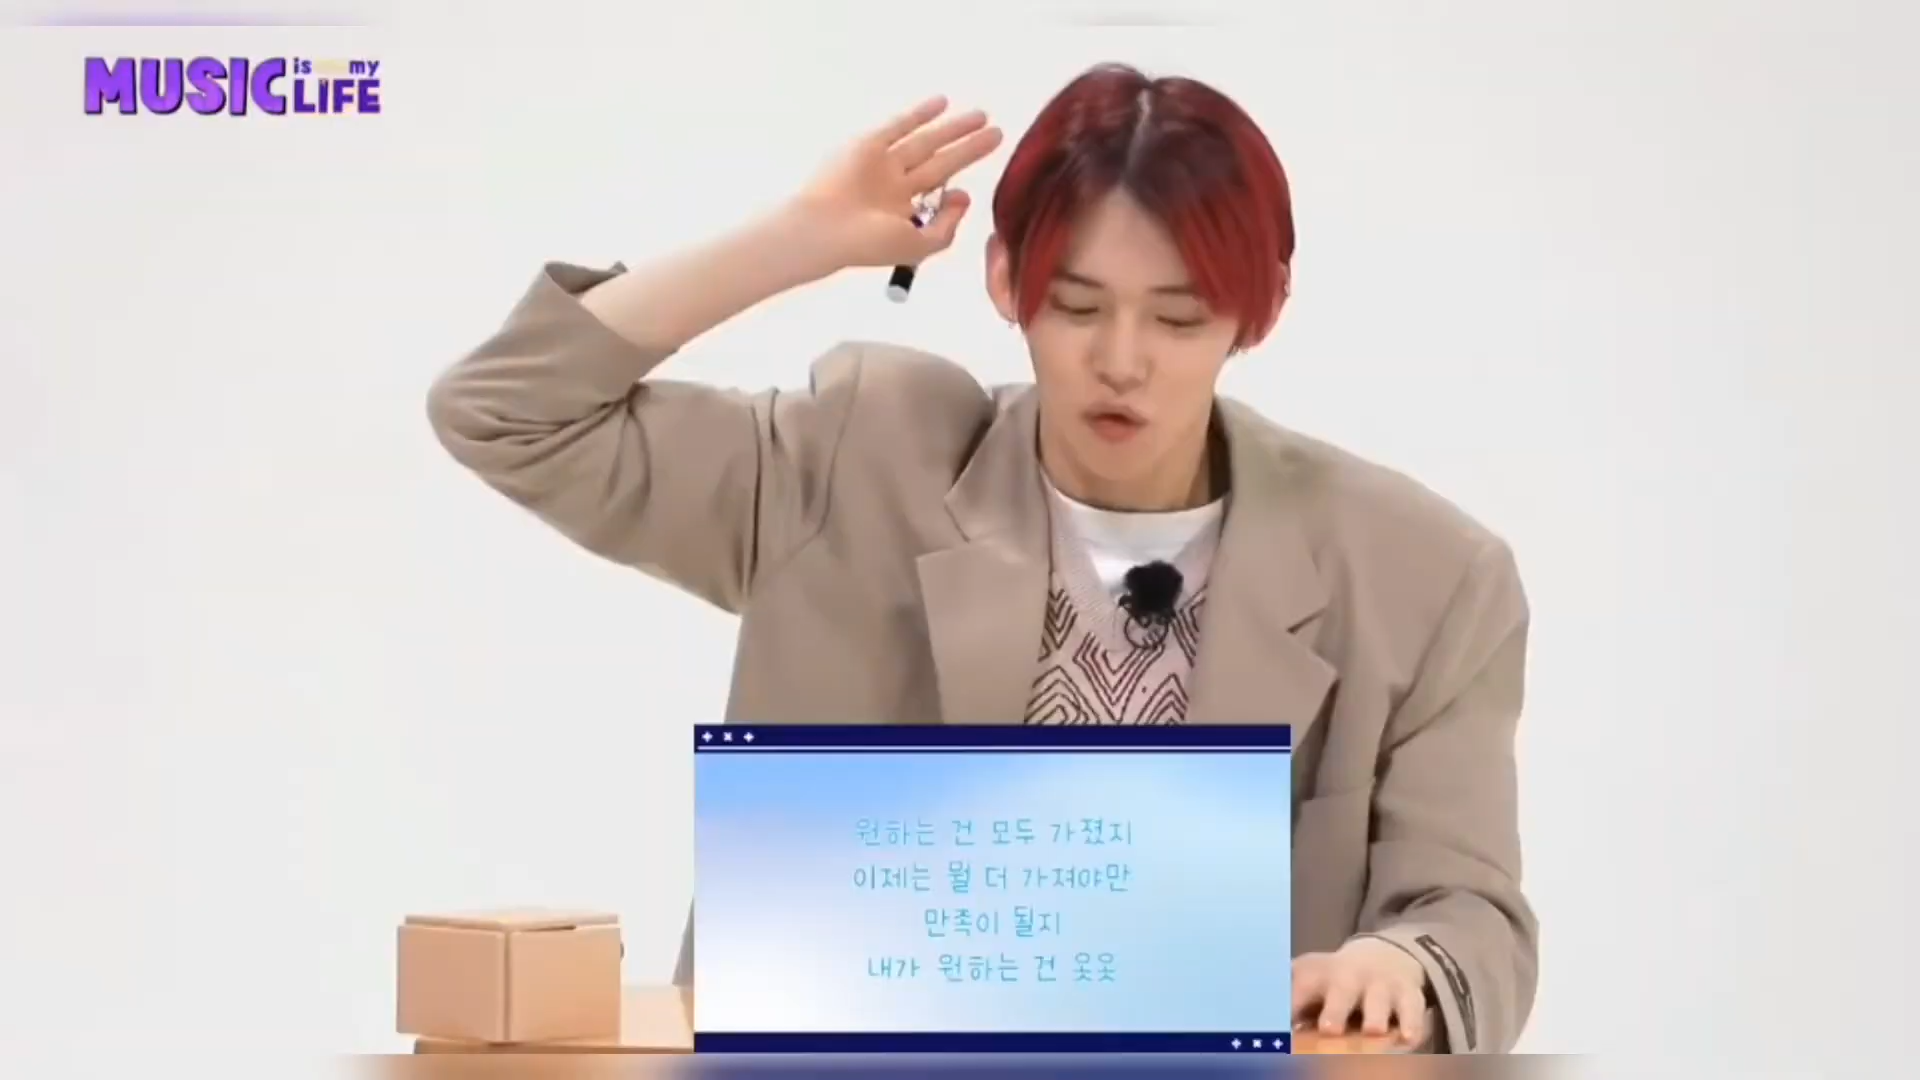 MUSIC is my LIFE
원하는 건 모두 가졌지
이제는 뭘 더 가져야만
만족이 될지
내가 원하는 건 옷옷